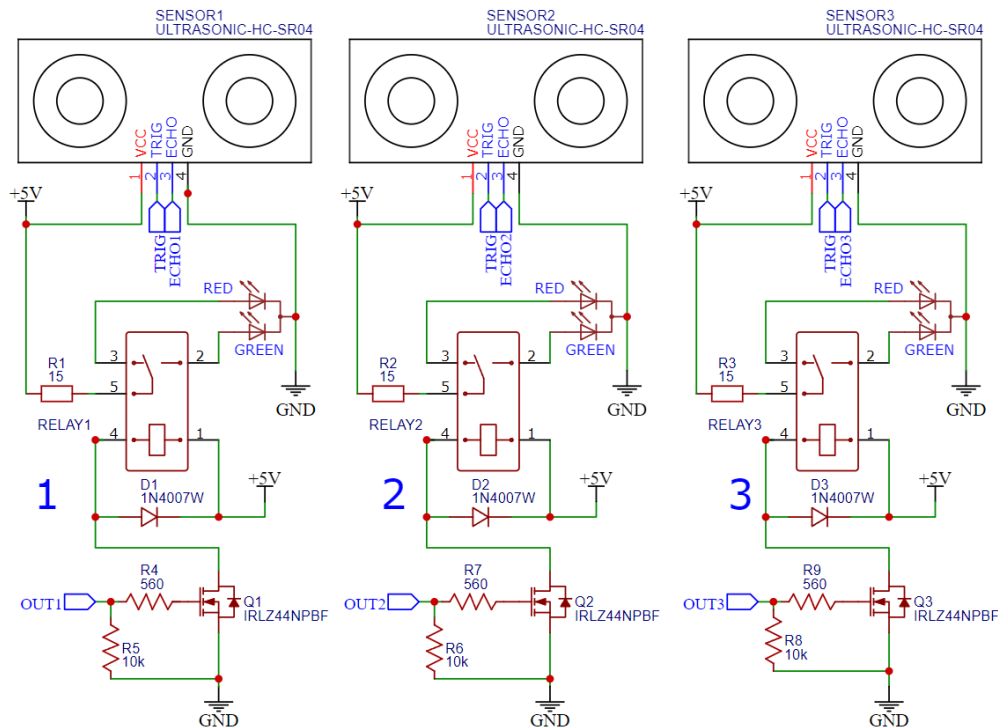 SENSOR1
ULTRASONIC-HC-SR04
VCC
TRIG
ECHO
GND
1
2
3
4
+5V
TRIG
ECHO1
RED
GREEN
3
2
R1
15
5
GND
RELAY1
4
1
1
D1
1N4007W
+5V
R4
560
OUT1
Q1
IRLZ44NPBF
R5
10k
GND
SENSOR2
ULTRASONIC-HC-SR04
VCC
TRIG
ECHO
GND
1
2
3
4
+5V
TRIG
ECHO2
RED
GREEN
3
2
R2
15
5
GND
RELAY2
4
1
2
D2
1N4007W
+5V
R7
560
OUT2
Q2
IRLZ44NPBF
R6
10k
GND
SENSOR3
ULTRASONIC-HC-SR04
VCC
TRIG
ECHO
GND
1
2
3
4
+5V
TRIG
ECHO3
RED
GREEN
3
2
R3
15
5
GND
RELAY3
4
1
3
D3
1N4007W
+5V
R9
560
OUT3
Q3
IRLZ44NPBF
R8
10k
GND